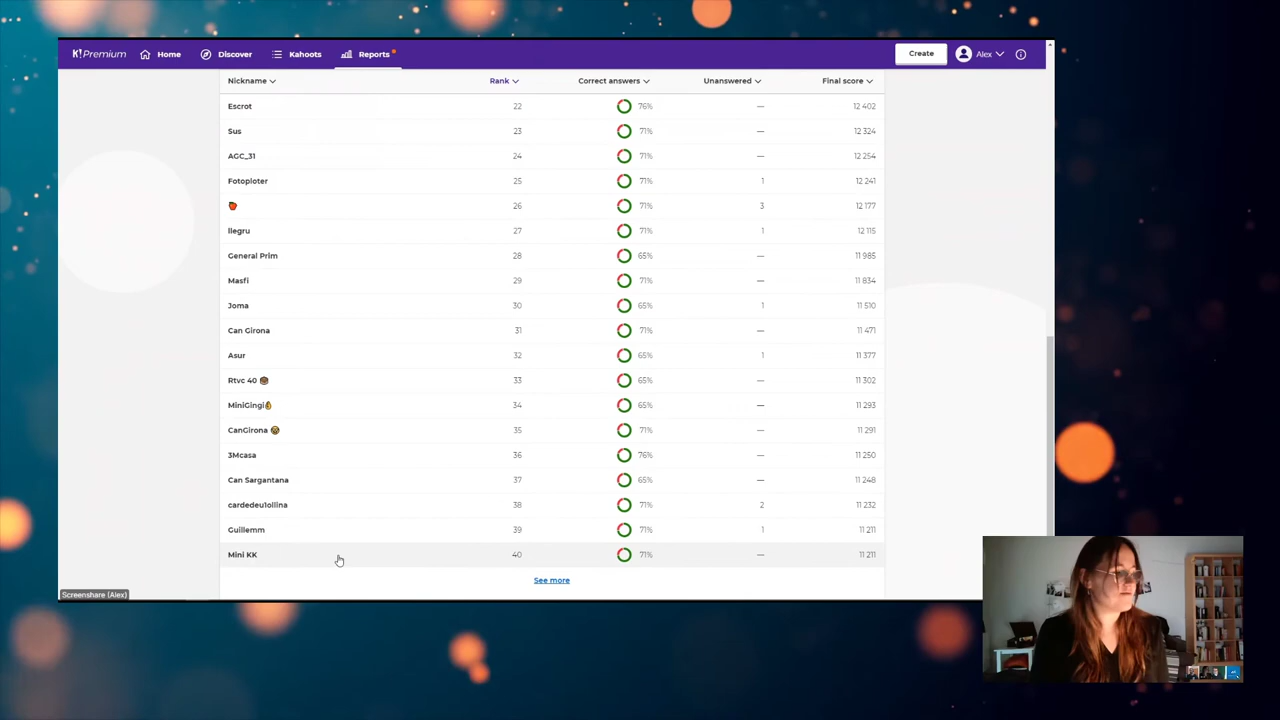 K! Premium Home Discover Kahoots Reports Create Alex
Nickname Rank Correct answers Unanswered Final score
Escrot 22 76% — 12 402
Sus 23 71% — 12 324
AGC_31 24 71% — 12 254
Fotoploter 25 71% 1 12 241
26 71% 3 12 177
llegru 27 71% 1 12 115
General Prim 28 65% — 11 985
Masfi 29 71% — 11 834
Joma 30 65% 1 11 510
Can Girona 31 71% — 11 471
Asur 32 65% 1 11 377
Rtvc 40 33 65% — 11 302
MiniGingi 34 65% — 11 293
CanGirona 35 71% — 11 291
3Mcasa 36 76% — 11 250
Can Sargantana 37 65% — 11 248
cardedeu1ollina 38 71% 2 11 232
Guillemm 39 71% 1 11 211
Mini KK 40 71% — 11 211
See more
Screenshare (Alex)